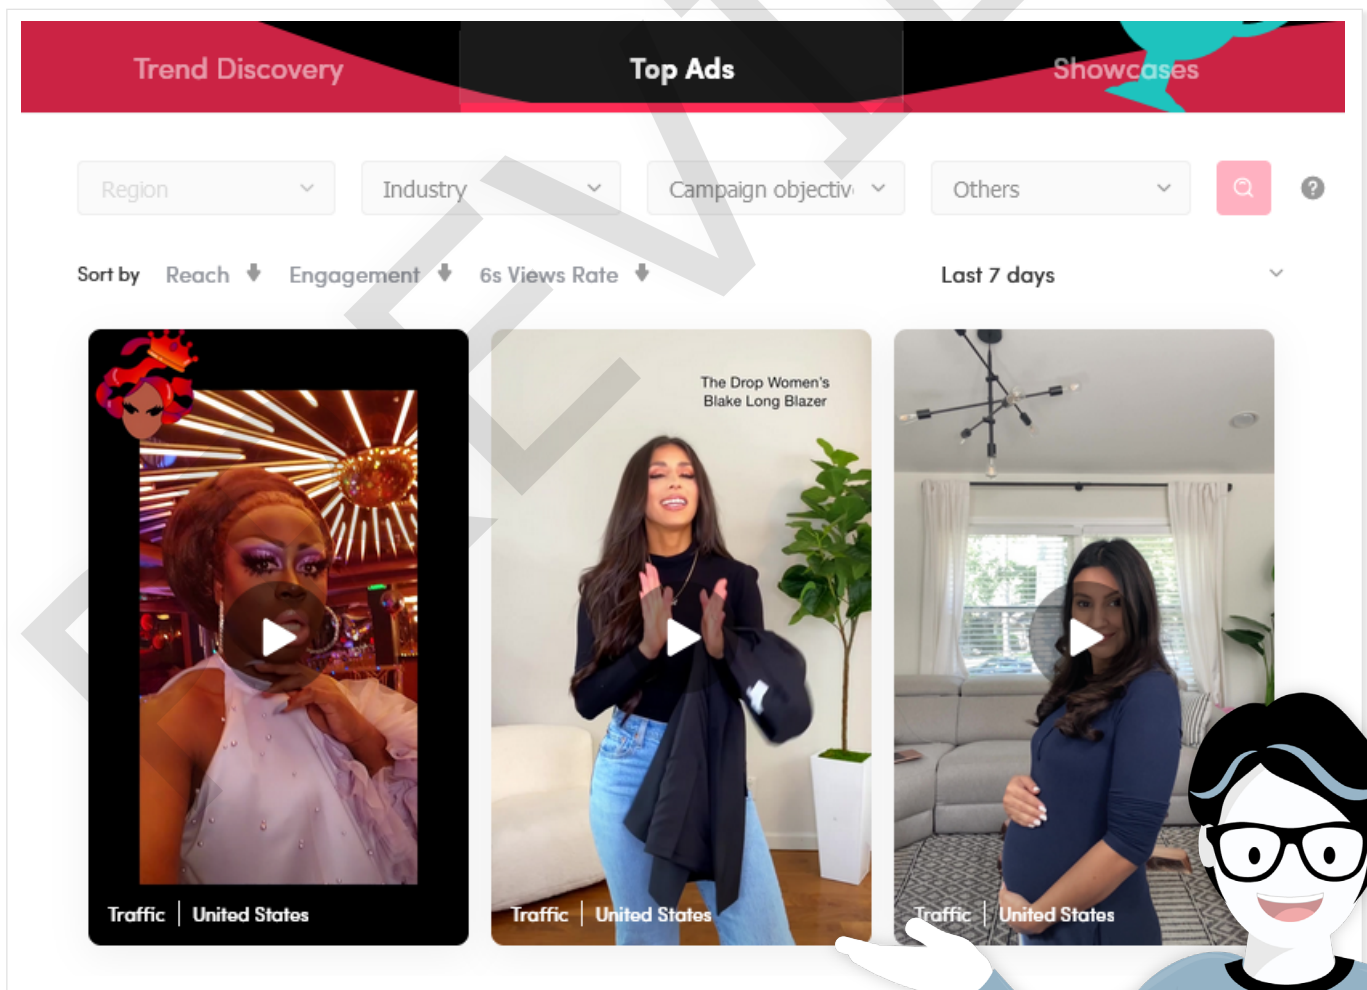 Trend Discovery
Top Ads
Showcases
Region
Industry
Campaign objectiv
Others
?
Sort by
Reach
Engagement
6s Views Rate
Last 7 days
The Drop Women's
Blake Long Blazer
Traffic
United States
Traffic
United States
Traffic
United States